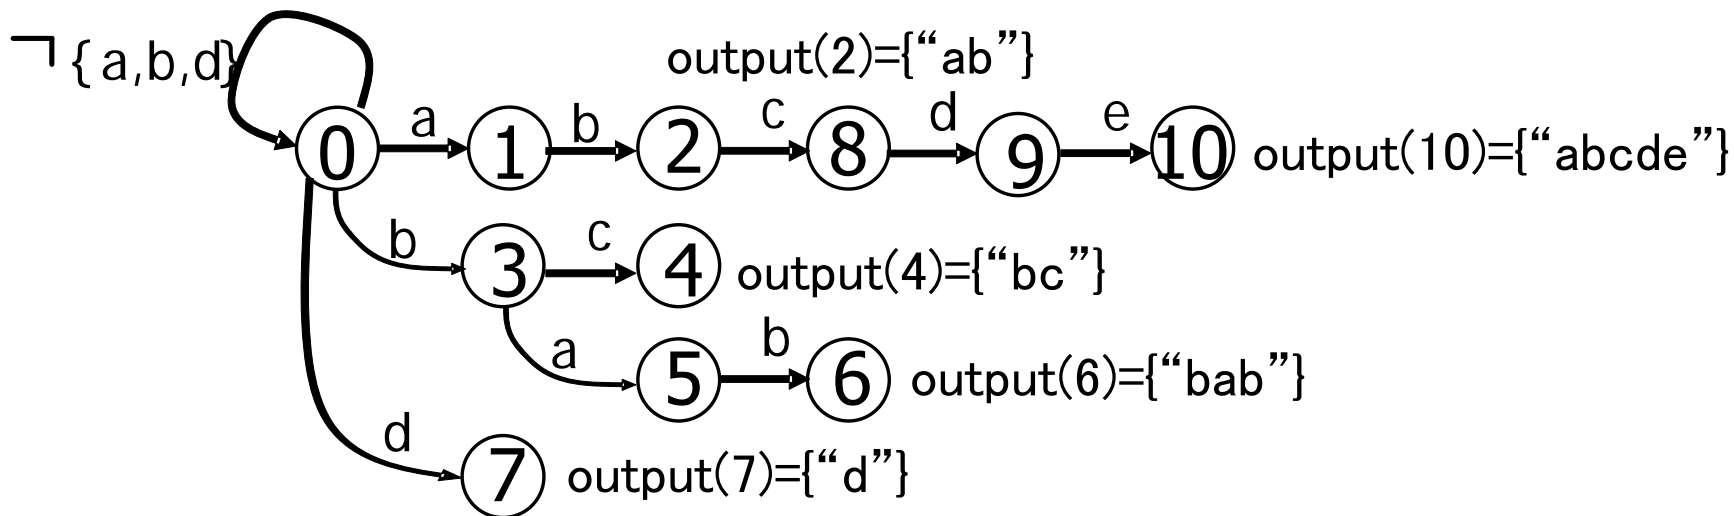 ¬{a,b,d}
output(2)={“ab”}
0 a 1 b 2 c 8 d 9 e 10 output(10)={“abcde”}
b 3 c 4 output(4)={“bc”}
a 5 b 6 output(6)={“bab”}
d 7 output(7)={“d”}